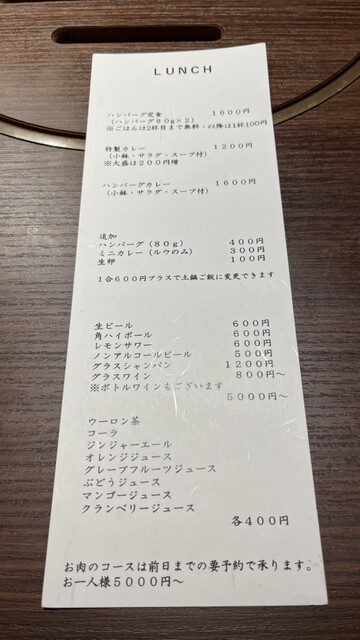 LUNCH
ハンバーグ定食 1600円
（ハンバーグ80g×2）
※ごはんは2杯目まで無料・以降は1杯100円
特製カレー 1200円
（小鉢・サラダ・スープ付）
※大盛は200円増
ハンバーグカレー 1600円
（小鉢・サラダ・スープ付）
追加
ハンバーグ（80g） 400円
ミニカレー（ルウのみ） 300円
生卵 100円
1合600円プラスで土鍋ご飯に変更できます
生ビール 600円
角ハイボール 600円
レモンサワー 600円
ノンアルコールビール 500円
グラスシャンパン 1200円
グラスワイン 800円～
※ボトルワインもございます
5000円～
ウーロン茶
コーラ
ジンジャーエール
オレンジジュース
グレープフルーツジュース
ぶどうジュース
マンゴージュース
クランベリージュース
各400円
お肉のコースは前日までの要予約で承ります。
お一人様5000円～